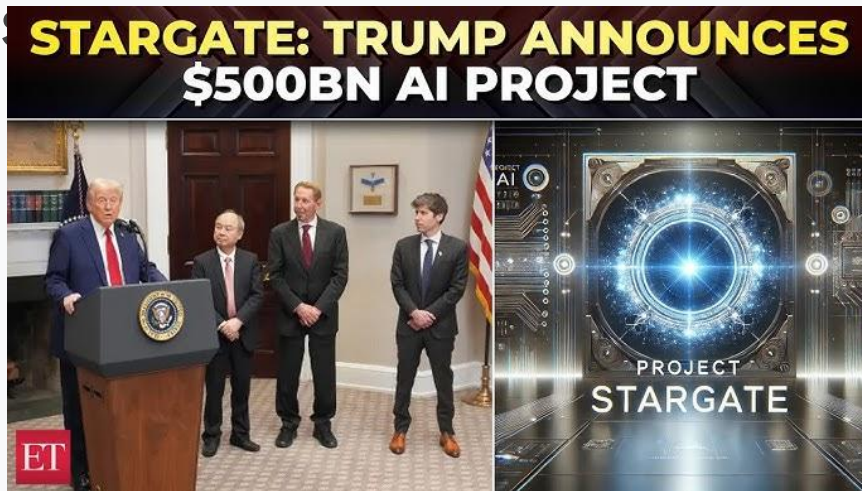 STARGATE: TRUMP ANNOUNCES
$500BN AI PROJECT
AI
PROJECT
STARGATE
ET